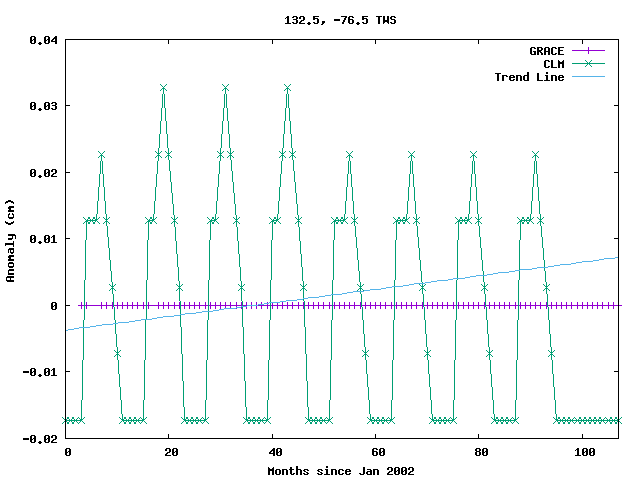 132.5, -76.5 TWS
GRACE
CLM
Trend Line
0.04
0.03
0.02
0.01
0
-0.01
-0.02
Anomaly (cm)
0 20 40 60 80 100
Months since Jan 2002